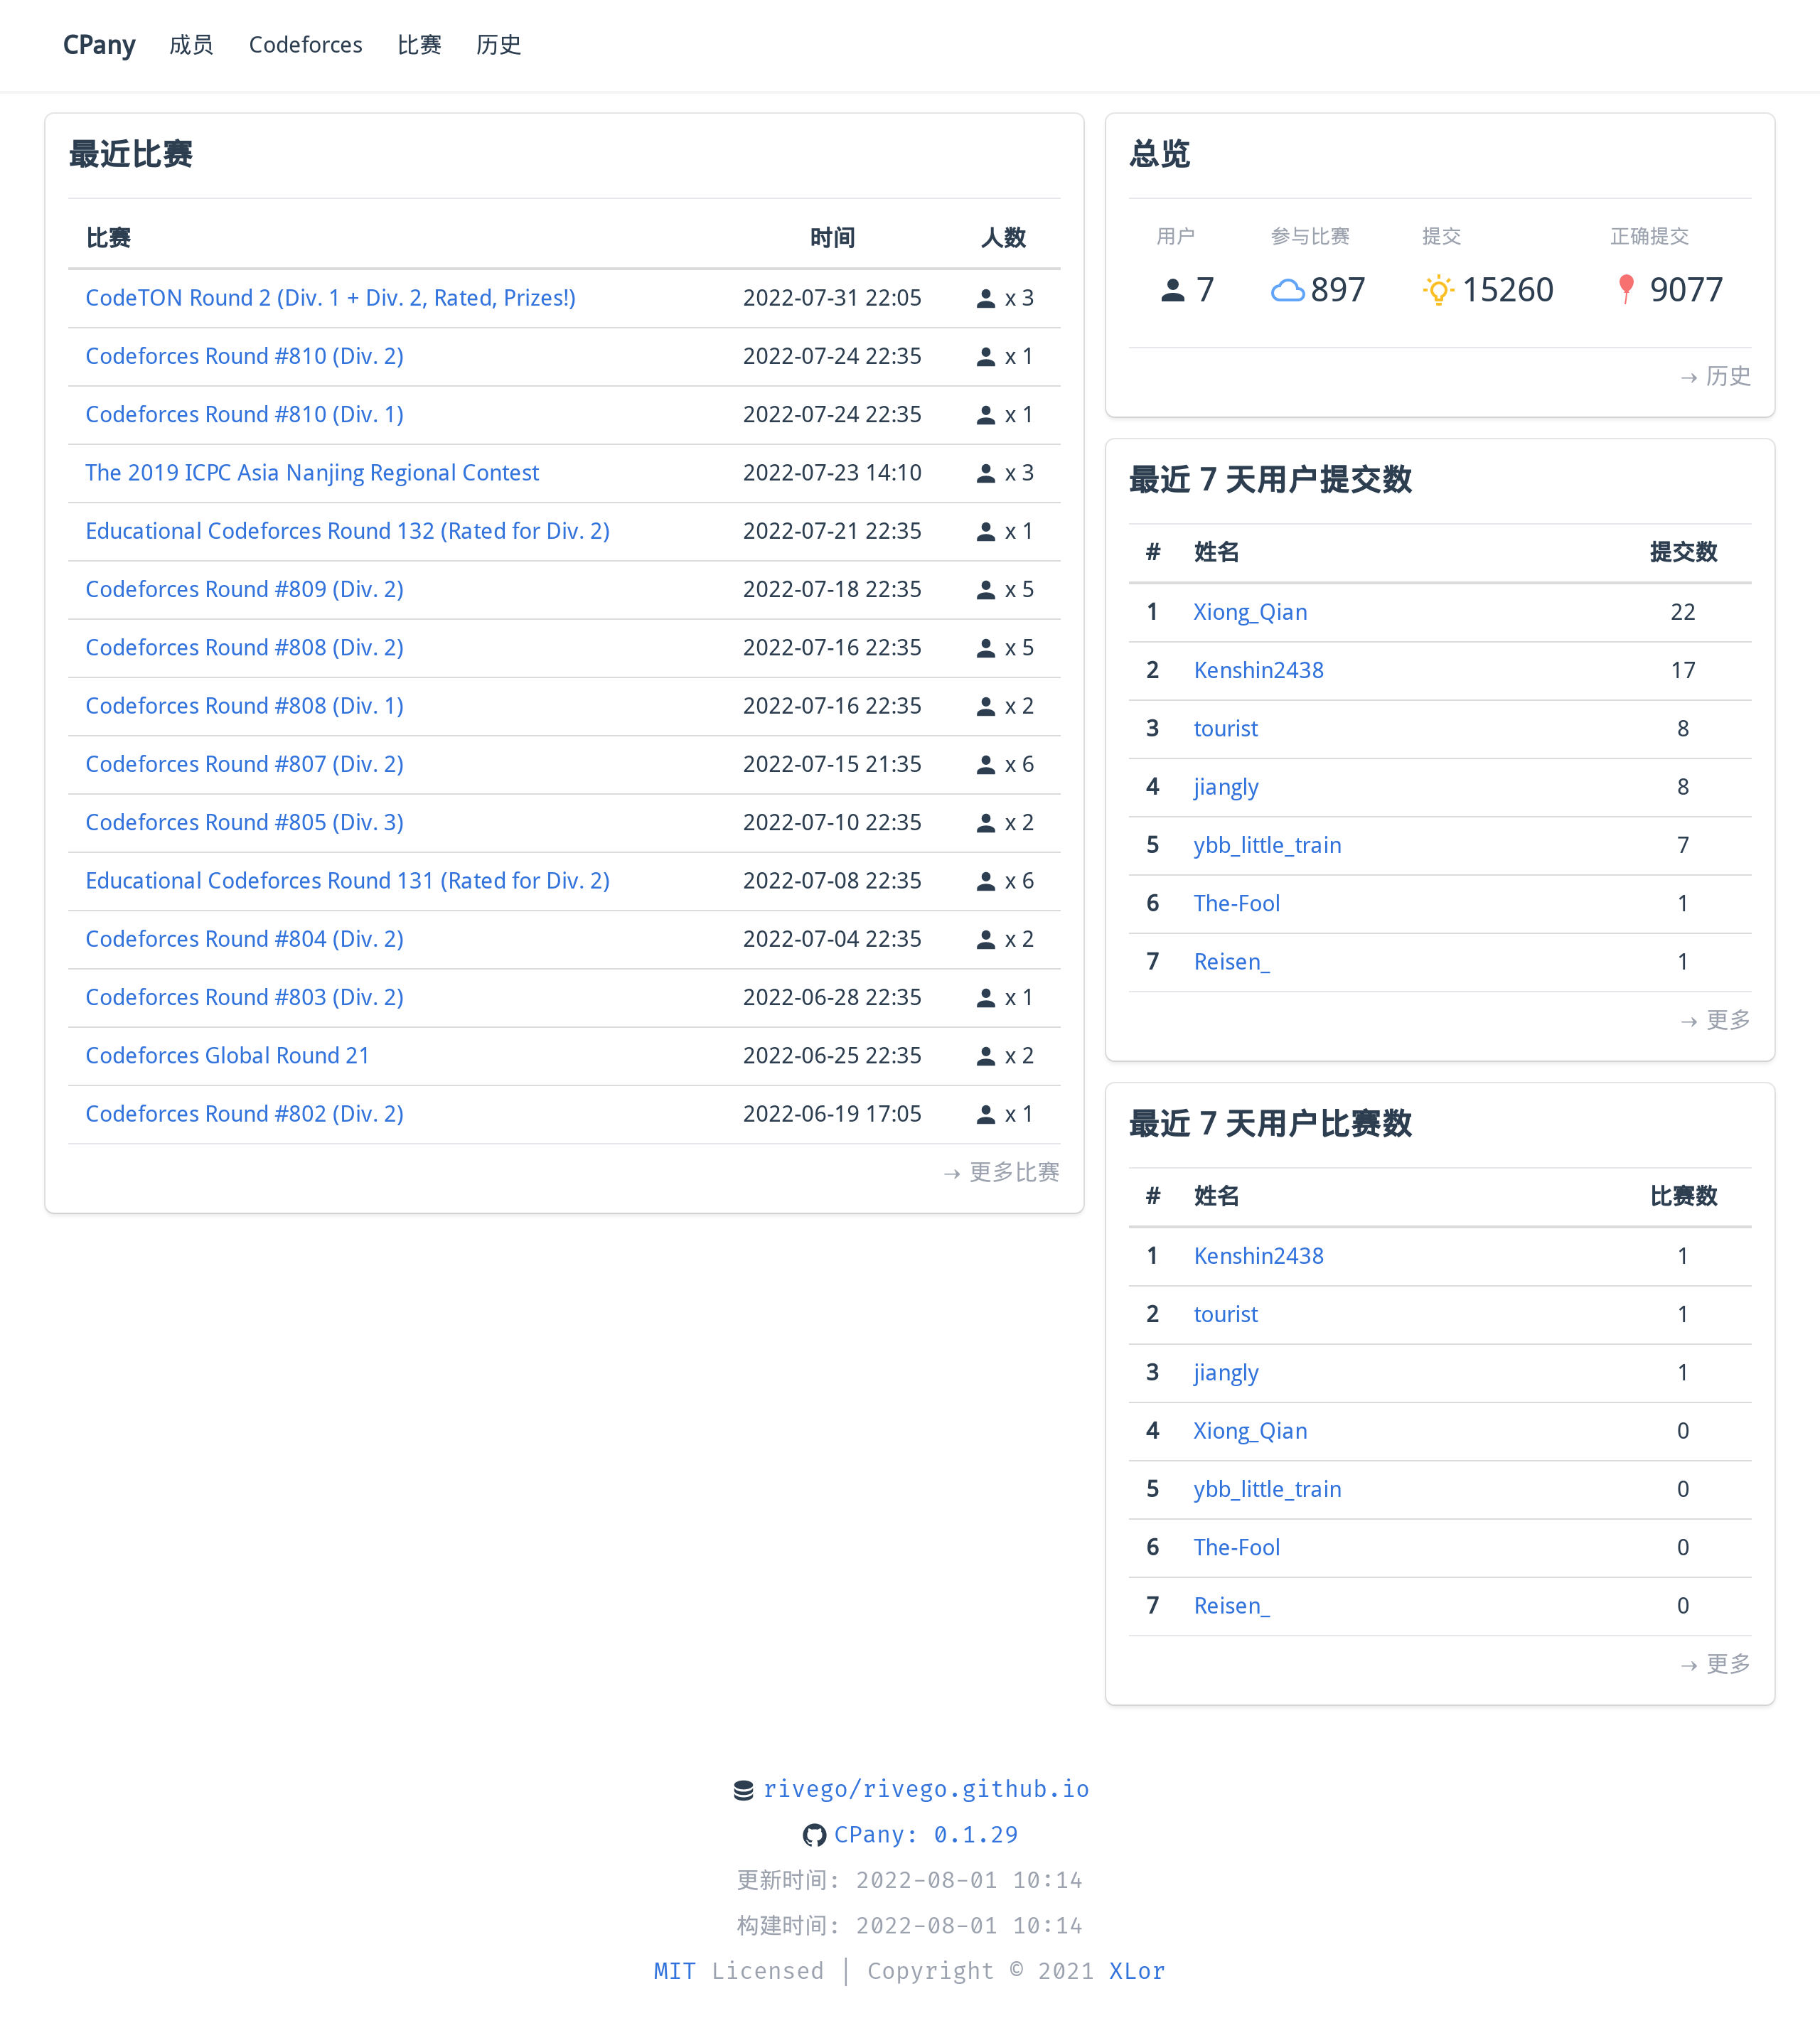 CPany 成员 Codeforces 比赛 历史
最近比赛
比赛 时间 人数
CodeTON Round 2 (Div. 1 + Div. 2, Rated, Prizes!) 2022-07-31 22:05 x 3
Codeforces Round #810 (Div. 2) 2022-07-24 22:35 x 1
Codeforces Round #810 (Div. 1) 2022-07-24 22:35 x 1
The 2019 ICPC Asia Nanjing Regional Contest 2022-07-23 14:10 x 3
Educational Codeforces Round 132 (Rated for Div. 2) 2022-07-21 22:35 x 1
Codeforces Round #809 (Div. 2) 2022-07-18 22:35 x 5
Codeforces Round #808 (Div. 2) 2022-07-16 22:35 x 5
Codeforces Round #808 (Div. 1) 2022-07-16 22:35 x 2
Codeforces Round #807 (Div. 2) 2022-07-15 21:35 x 6
Codeforces Round #805 (Div. 3) 2022-07-10 22:35 x 2
Educational Codeforces Round 131 (Rated for Div. 2) 2022-07-08 22:35 x 6
Codeforces Round #804 (Div. 2) 2022-07-04 22:35 x 2
Codeforces Round #803 (Div. 2) 2022-06-28 22:35 x 1
Codeforces Global Round 21 2022-06-25 22:35 x 2
Codeforces Round #802 (Div. 2) 2022-06-19 17:05 x 1
→ 更多比赛
总览
用户 参与比赛 提交 正确提交
7 897 15260 9077
→ 历史
最近 7 天用户提交数
# 姓名 提交数
1 Xiong_Qian 22
2 Kenshin2438 17
3 tourist 8
4 jiangly 8
5 ybb_little_train 7
6 The-Fool 1
7 Reisen_ 1
→ 更多
最近 7 天用户比赛数
# 姓名 比赛数
1 Kenshin2438 1
2 tourist 1
3 jiangly 1
4 Xiong_Qian 0
5 ybb_little_train 0
6 The-Fool 0
7 Reisen_ 0
→ 更多
rivego/rivego.github.io
CPany: 0.1.29
更新时间: 2022-08-01 10:14
构建时间: 2022-08-01 10:14
MIT Licensed | Copyright © 2021 XLor